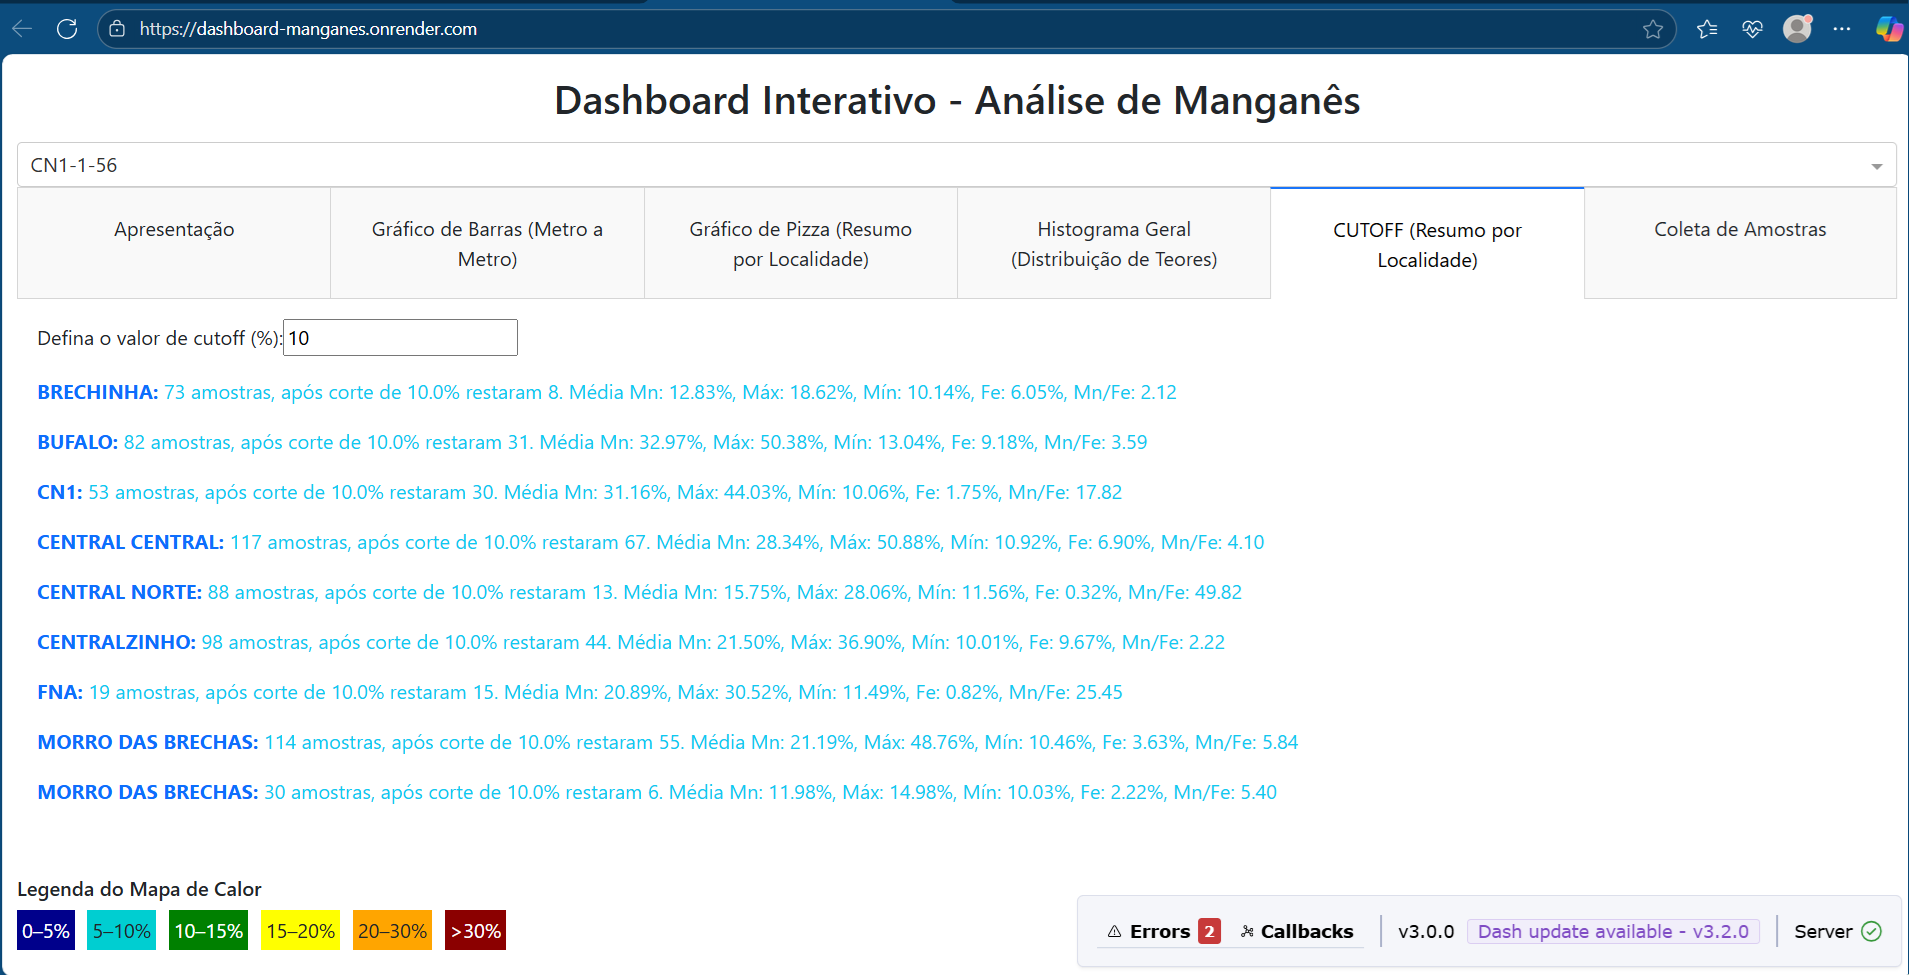 https://dashboard-manganes.onrender.com
Dashboard Interativo - Análise de Manganês
CN1-1-56
Apresentação
Gráfico de Barras (Metro a
Metro)
Gráfico de Pizza (Resumo
por Localidade)
Histograma Geral
(Distribuição de Teores)
CUTOFF (Resumo por
Localidade)
Coleta de Amostras
Defina o valor de cutoff (%): 10
BRECHINHA: 73 amostras, após corte de 10.0% restaram 8. Média Mn: 12.83%, Máx: 18.62%, Mín: 10.14%, Fe: 6.05%, Mn/Fe: 2.12
BUFALO: 82 amostras, após corte de 10.0% restaram 31. Média Mn: 32.97%, Máx: 50.38%, Mín: 13.04%, Fe: 9.18%, Mn/Fe: 3.59
CN1: 53 amostras, após corte de 10.0% restaram 30. Média Mn: 31.16%, Máx: 44.03%, Mín: 10.06%, Fe: 1.75%, Mn/Fe: 17.82
CENTRAL CENTRAL: 117 amostras, após corte de 10.0% restaram 67. Média Mn: 28.34%, Máx: 50.88%, Mín: 10.92%, Fe: 6.90%, Mn/Fe: 4.10
CENTRAL NORTE: 88 amostras, após corte de 10.0% restaram 13. Média Mn: 15.75%, Máx: 28.06%, Mín: 11.56%, Fe: 0.32%, Mn/Fe: 49.82
CENTRALZINHO: 98 amostras, após corte de 10.0% restaram 44. Média Mn: 21.50%, Máx: 36.90%, Mín: 10.01%, Fe: 9.67%, Mn/Fe: 2.22
FNA: 19 amostras, após corte de 10.0% restaram 15. Média Mn: 20.89%, Máx: 30.52%, Mín: 11.49%, Fe: 0.82%, Mn/Fe: 25.45
MORRO DAS BRECHAS: 114 amostras, após corte de 10.0% restaram 55. Média Mn: 21.19%, Máx: 48.76%, Mín: 10.46%, Fe: 3.63%, Mn/Fe: 5.84
MORRO DAS BRECHAS: 30 amostras, após corte de 10.0% restaram 6. Média Mn: 11.98%, Máx: 14.98%, Mín: 10.03%, Fe: 2.22%, Mn/Fe: 5.40
Legenda do Mapa de Calor
0–5% 5–10% 10–15% 15–20% 20–30% >30%
Errors 2 Callbacks v3.0.0 Dash update available - v3.2.0 Server